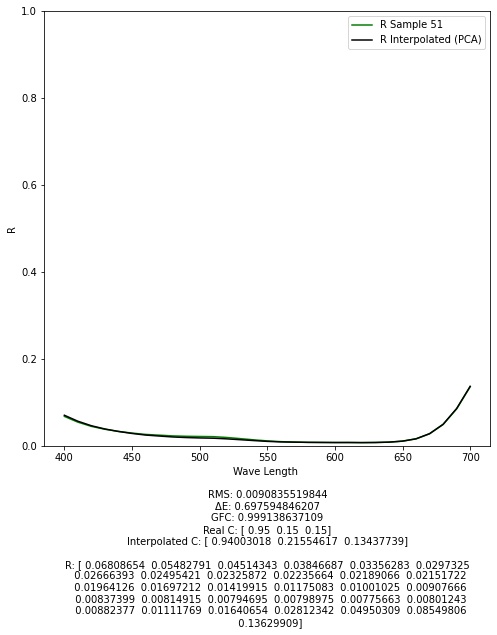 R Sample 51
R Interpolated (PCA)
1.0
0.8
0.6
0.4
0.2
0.0
R
400 450 500 550 600 650 700
Wave Length
RMS: 0.0090835519844
ΔE: 0.697594846207
GFC: 0.999138637109
Real C: [ 0.95 0.15 0.15]
Interpolated C: [ 0.94003018 0.21554617 0.13437739]
R: [ 0.06808654 0.05482791 0.04514343 0.03846687 0.03356283 0.0297325
0.02666393 0.02495421 0.02325872 0.02235664 0.02189066 0.02151722
0.01964126 0.01697212 0.01419915 0.01175083 0.01001025 0.00907666
0.00837399 0.00814915 0.00794695 0.00798975 0.00775663 0.00801243
0.00882377 0.01111769 0.01640654 0.02812342 0.04950309 0.08549806
0.13629909]